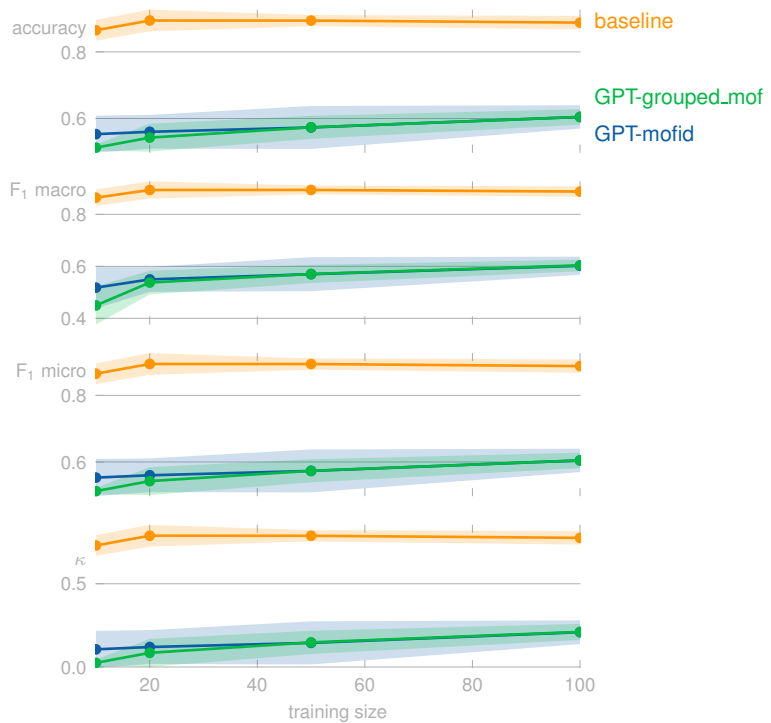 accuracy
baseline
0.8
GPT-grouped_mof
0.6
GPT-mofid
F₁ macro
0.8
0.6
0.4
F₁ micro
0.8
0.6
κ
0.5
0.0
20 40 60 80 100
training size